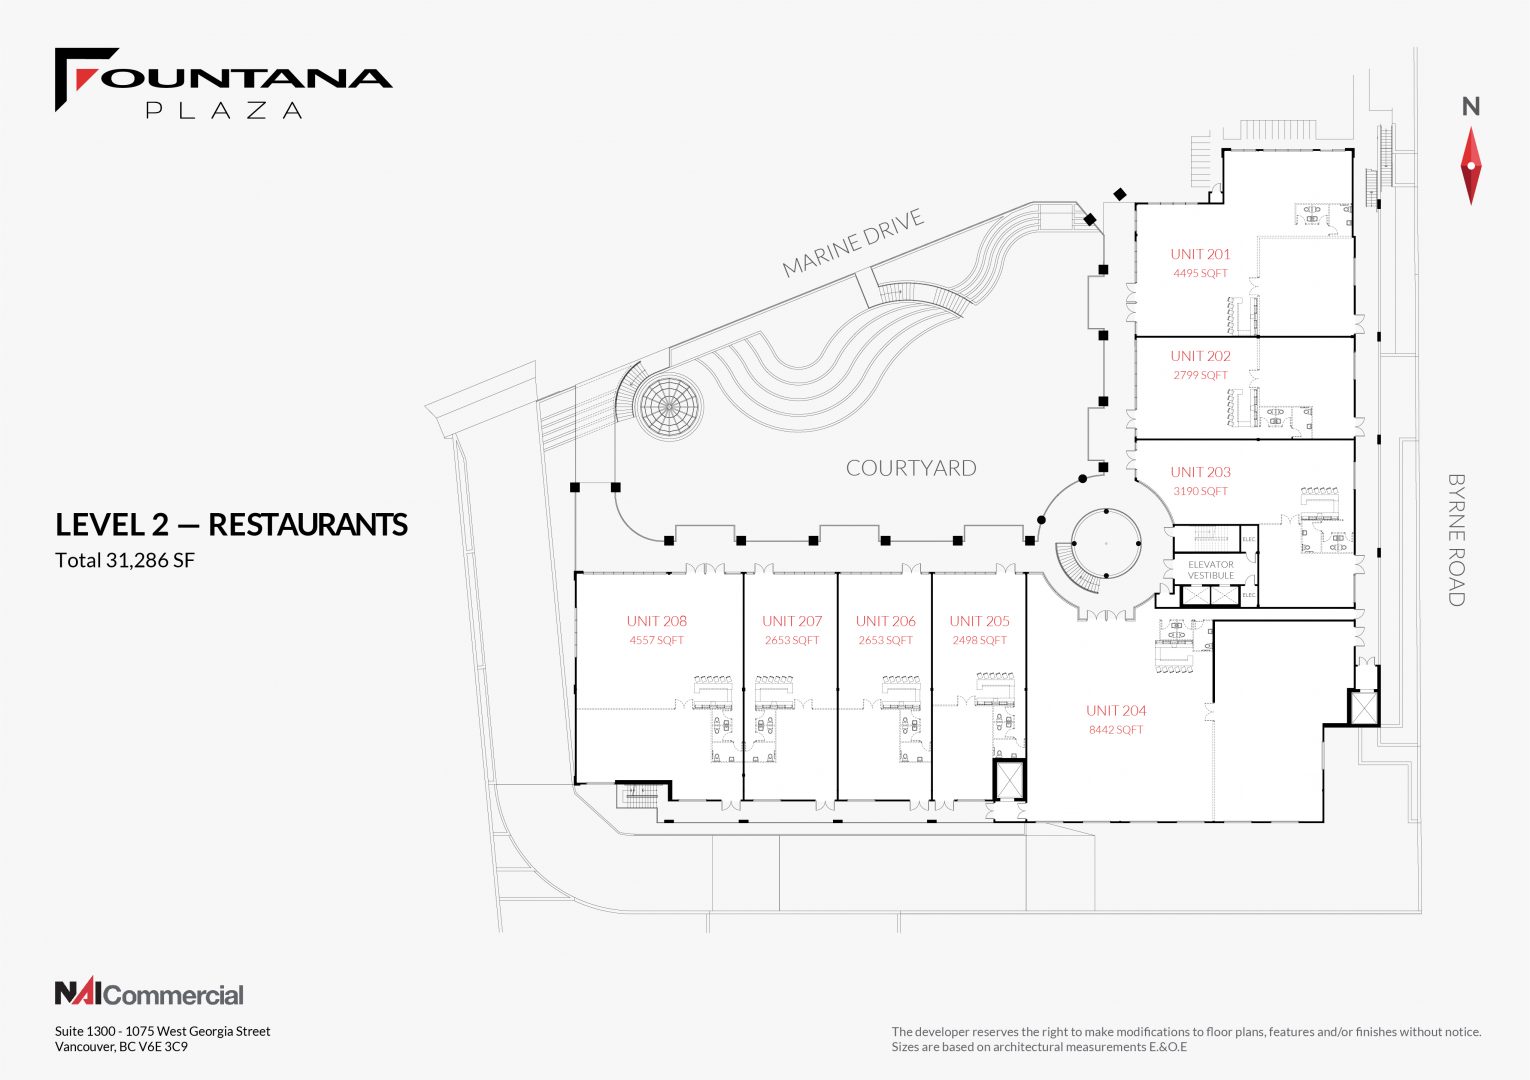 FOUNTANA
PLAZA
N
MARINE DRIVE
UNIT 201
4495 SQFT
UNIT 202
2799 SQFT
COURTYARD
UNIT 203
3190 SQFT
BYRNE ROAD
LEVEL 2 — RESTAURANTS
Total 31,286 SF
ELEC
ELEVATOR
VESTIBULE
ELEC
UNIT 208
4557 SQFT
UNIT 207
2653 SQFT
UNIT 206
2653 SQFT
UNIT 205
2498 SQFT
UNIT 204
8442 SQFT
NAI Commercial
Suite 1300 - 1075 West Georgia Street
Vancouver, BC V6E 3C9
The developer reserves the right to make modifications to floor plans, features and/or finishes without notice.
Sizes are based on architectural measurements E.&O.E